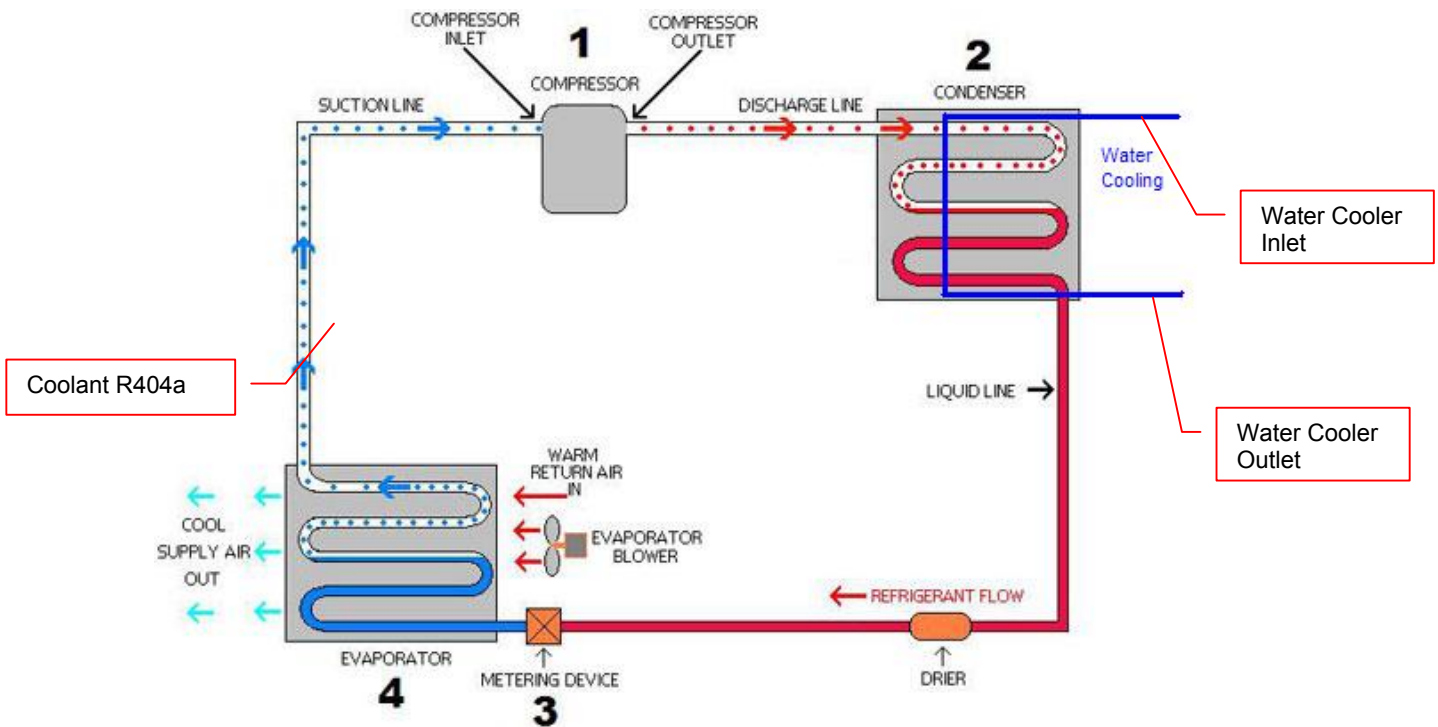 COMPRESSOR
INLET
1
COMPRESSOR
OUTLET
2
COMPRESSOR
CONDENSER
SUCTION LINE
DISCHARGE LINE
Water
Cooling
Water Cooler
Inlet
Coolant R404a
LIQUID LINE
Water Cooler
Outlet
WARM
RETURN AIR
IN
COOL
SUPPLY AIR
OUT
EVAPORATOR
BLOWER
REFRIGERANT FLOW
EVAPORATOR
4
METERING DEVICE
3
DRIER